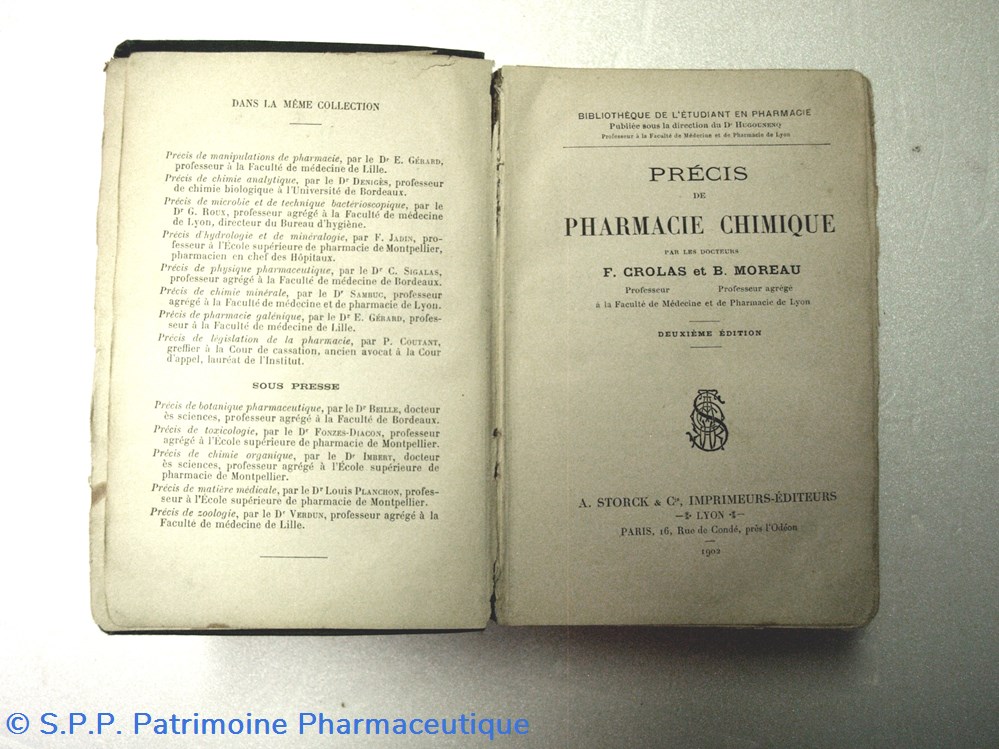 DANS LA MÊME COLLECTION
Précis de manipulations de pharmacie, par le Dr E. Gérard,
professeur à la Faculté de médecine de Lille.
Précis de chimie analytique, par le Dr Denigès, professeur
de chimie biologique à l'Université de Bordeaux.
Précis de microbie et de technique bactérioscopique, par le
Dr G. Roux, professeur agrégé à la Faculté de médecine
de Lyon, directeur du Bureau d'hygiène.
Précis d'hydrologie et de minéralogie, par F. Jadin, pro-
fesseur à l'École supérieure de pharmacie de Montpellier,
pharmacien en chef des Hôpitaux.
Précis de physique pharmaceutique, par le Dr C. Sigalas,
professeur agrégé à la Faculté de médecine de Bordeaux.
Précis de chimie minérale, par le Dr Sambuc, professeur
agrégé à la Faculté de médecine et de pharmacie de Lyon.
Précis de pharmacie galénique, par le Dr E. Gérard, profes-
seur à la Faculté de médecine de Lille.
Précis de législation de la pharmacie, par P. Coutant,
greffier à la Cour de cassation, ancien avocat à la Cour
d'appel, lauréat de l'Institut.
SOUS PRESSE
Précis de botanique pharmaceutique, par le Dr Beille, docteur
ès sciences, professeur agrégé à la Faculté de Bordeaux.
Précis de toxicologie, par le Dr Fonzes-Diacon, professeur
agrégé à l'École supérieure de pharmacie de Montpellier.
Précis de chimie organique, par le Dr Imbert, docteur
ès sciences, professeur agrégé à l'École supérieure de
pharmacie de Montpellier.
Précis de matière médicale, par le Dr Louis Planchon, profes-
seur à l'École supérieure de pharmacie de Montpellier.
Précis de zoologie, par le Dr Verdun, professeur agrégé à la
Faculté de médecine de Lille.
BIBLIOTHÈQUE DE L'ÉTUDIANT EN PHARMACIE
Publiée sous la direction du Dr Hugounenq
Professeur à la Faculté de Médecine et de Pharmacie de Lyon
PRÉCIS
DE
PHARMACIE CHIMIQUE
PAR LES DOCTEURS
F. CROLAS et B. MOREAU
Professeur Professeur agrégé
à la Faculté de Médecine et de Pharmacie de Lyon
DEUXIÈME ÉDITION
A. STORCK & Cie, IMPRIMEURS-ÉDITEURS
LYON
PARIS, 16, Rue de Condé, près l'Odéon
1902
© S.P.P. Patrimoine Pharmaceutique